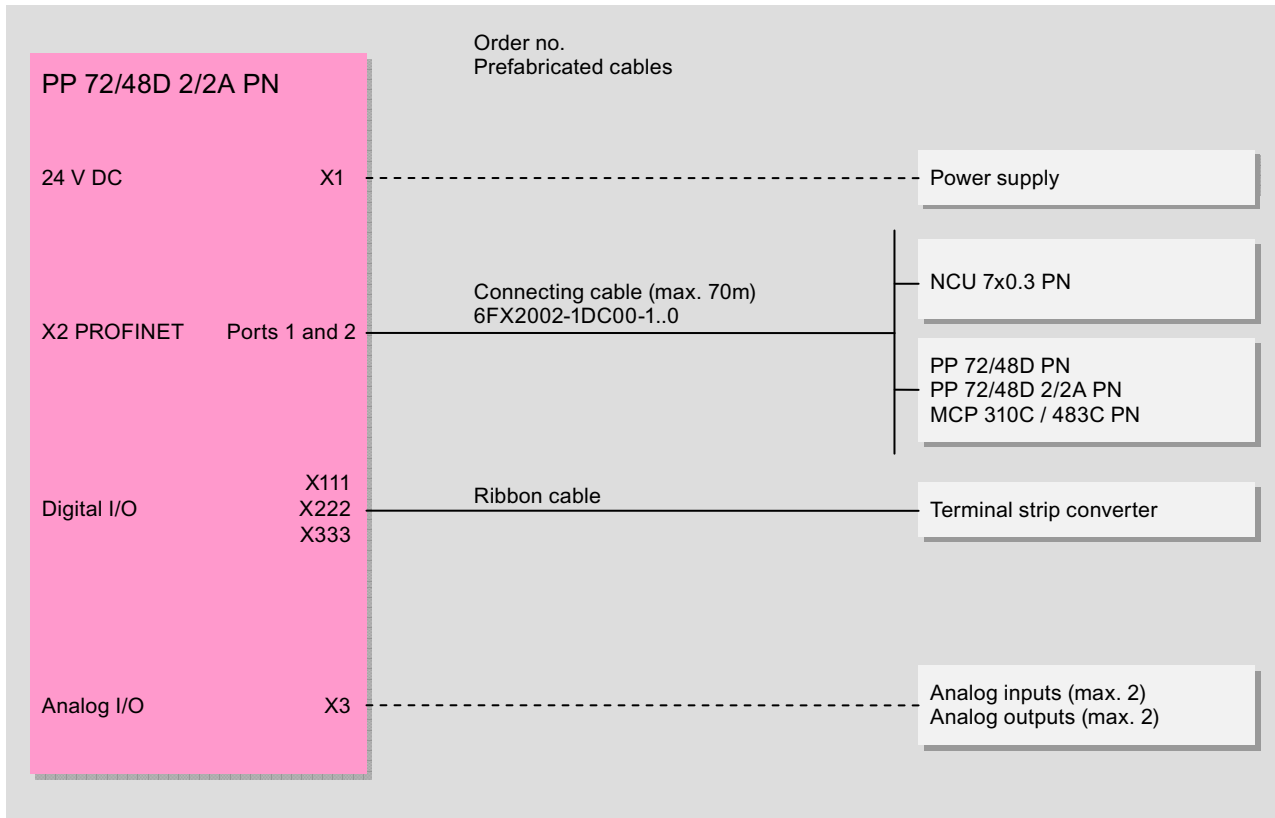 Order no.
Prefabricated cables
PP 72/48D 2/2A PN
24 V DC X1
Power supply
Connecting cable (max. 70m)
6FX2002-1DC00-1..0
X2 PROFINET Ports 1 and 2
NCU 7x0.3 PN
PP 72/48D PN
PP 72/48D 2/2A PN
MCP 310C / 483C PN
X111
Digital I/O X222
X333
Ribbon cable
Terminal strip converter
Analog I/O X3
Analog inputs (max. 2)
Analog outputs (max. 2)